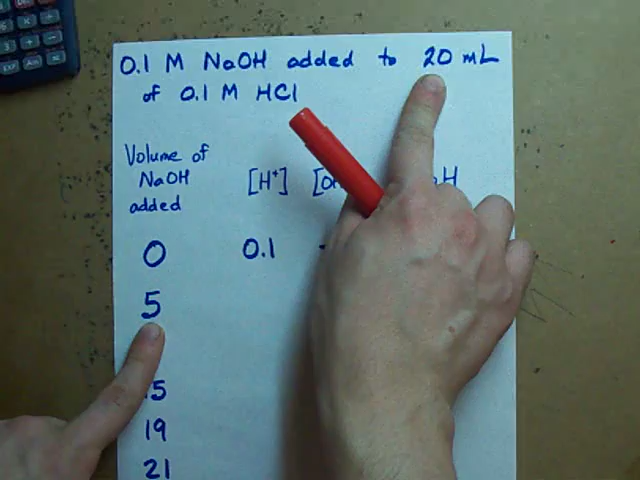 0.1 M NaOH added to 20 mL
of 0.1 M HCl
Volume of
NaOH
added
[H⁺]
0
0.1
5
19
21